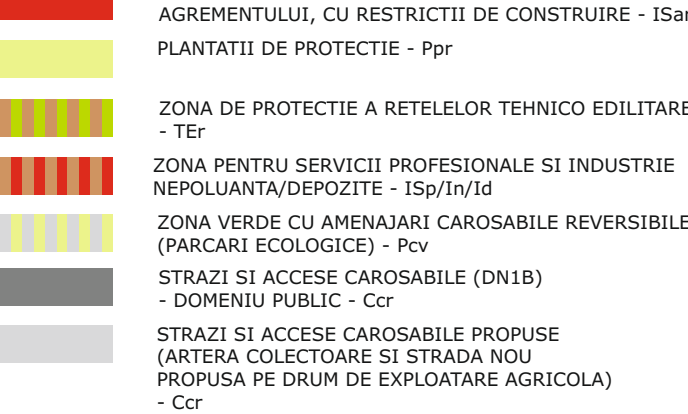 AGREMENTULUI, CU RESTRICTII DE CONSTRUIRE - ISar
PLANTATII DE PROTECTIE - Ppr
ZONA DE PROTECTIE A RETELELOR TEHNICO EDILITARE
- TEr
ZONA PENTRU SERVICII PROFESIONALE SI INDUSTRIE
NEPOLUANTA/DEPOZITE - ISp/In/Id
ZONA VERDE CU AMENAJARI CAROSABILE REVERSIBILE
(PARCARI ECOLOGICE) - Pcv
STRAZI SI ACCESE CAROSABILE (DN1B)
- DOMENIU PUBLIC - Ccr
STRAZI SI ACCESE CAROSABILE PROPUSE
(ARTERA COLECTOARE SI STRADA NOU
PROPUSA PE DRUM DE EXPLOATARE AGRICOLA)
- Ccr